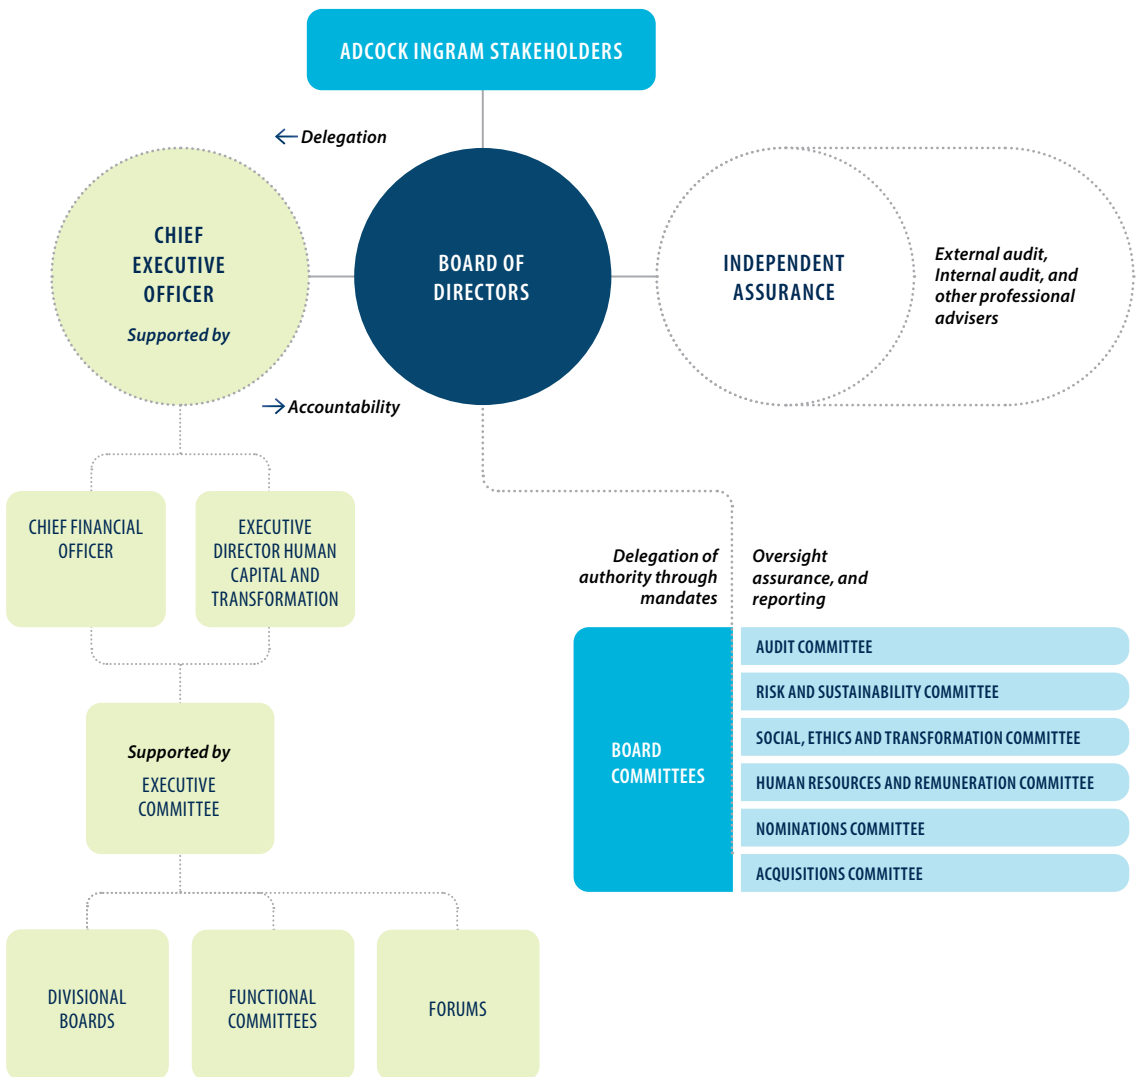 ADCOCK INGRAM STAKEHOLDERS
Delegation
CHIEF
EXECUTIVE
OFFICER
Supported by
BOARD OF
DIRECTORS
INDEPENDENT
ASSURANCE
External audit,
Internal audit, and
other professional
advisers
Accountability
CHIEF FINANCIAL
OFFICER
EXECUTIVE
DIRECTOR HUMAN
CAPITAL AND
TRANSFORMATION
Delegation of
authority through
mandates
Oversight
assurance, and
reporting
Supported by
EXECUTIVE
COMMITTEE
BOARD
COMMITTEES
AUDIT COMMITTEE
RISK AND SUSTAINABILITY COMMITTEE
SOCIAL, ETHICS AND TRANSFORMATION COMMITTEE
HUMAN RESOURCES AND REMUNERATION COMMITTEE
NOMINATIONS COMMITTEE
ACQUISITIONS COMMITTEE
DIVISIONAL
BOARDS
FUNCTIONAL
COMMITTEES
FORUMS